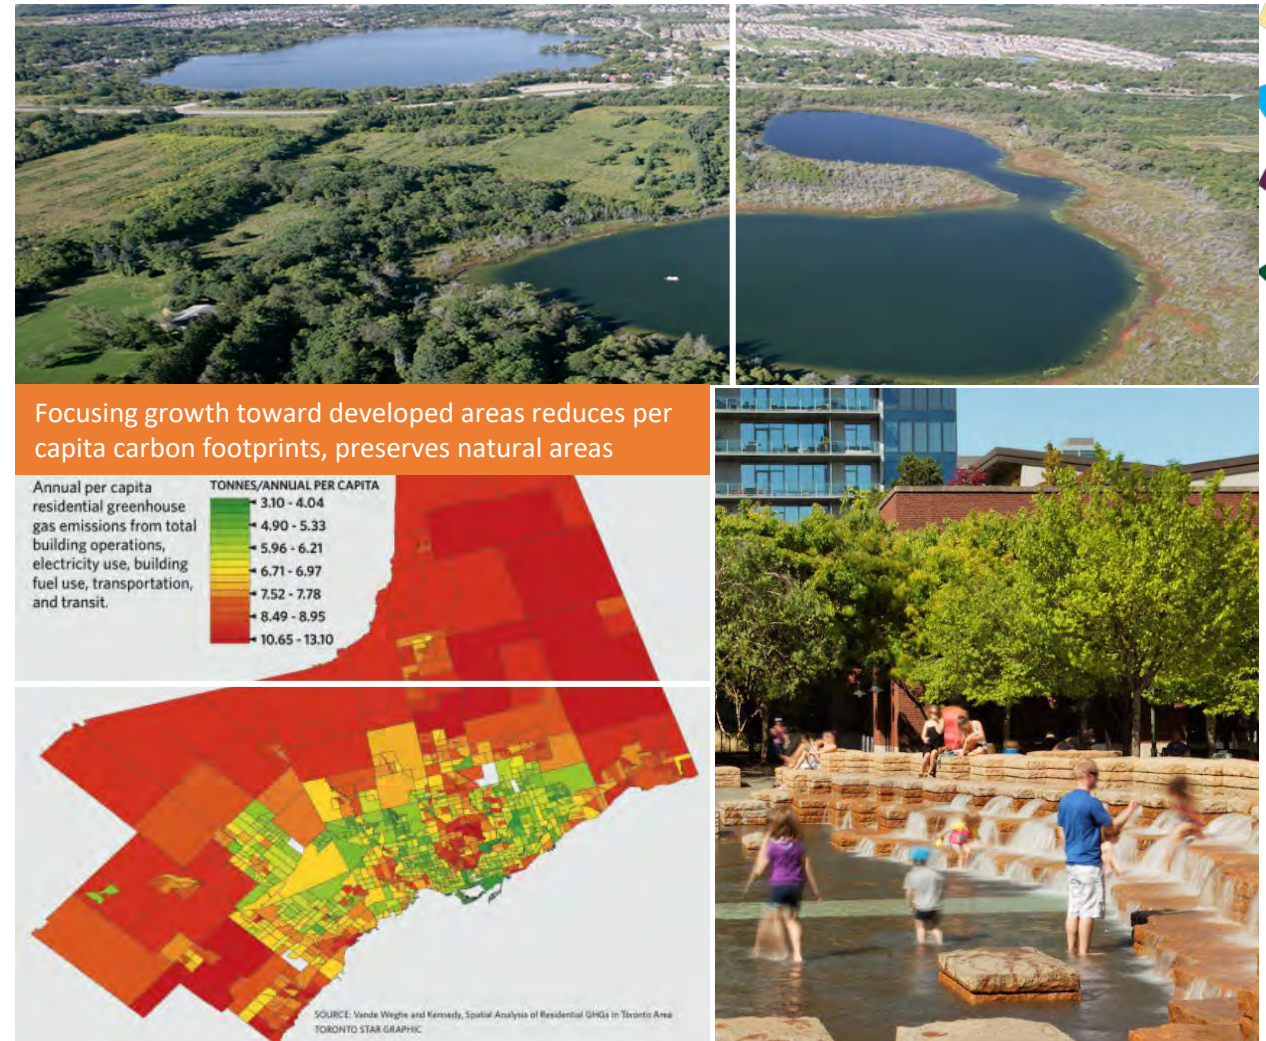 Focusing growth toward developed areas reduces per
capita carbon footprints, preserves natural areas
Annual per capita
residential greenhouse
gas emissions from total
building operations,
electricity use, building
fuel use, transportation,
and transit.
TONNES/ANNUAL PER CAPITA
3.10 - 4.04
4.90 - 5.33
5.96 - 6.21
6.71 - 6.97
7.52 - 7.78
8.49 - 8.95
10.65 - 13.10
SOURCE: Vande Weghe and Kennedy, Spatial Analysis of Residential GHGs in Toronto Area
TORONTO STAR GRAPHIC